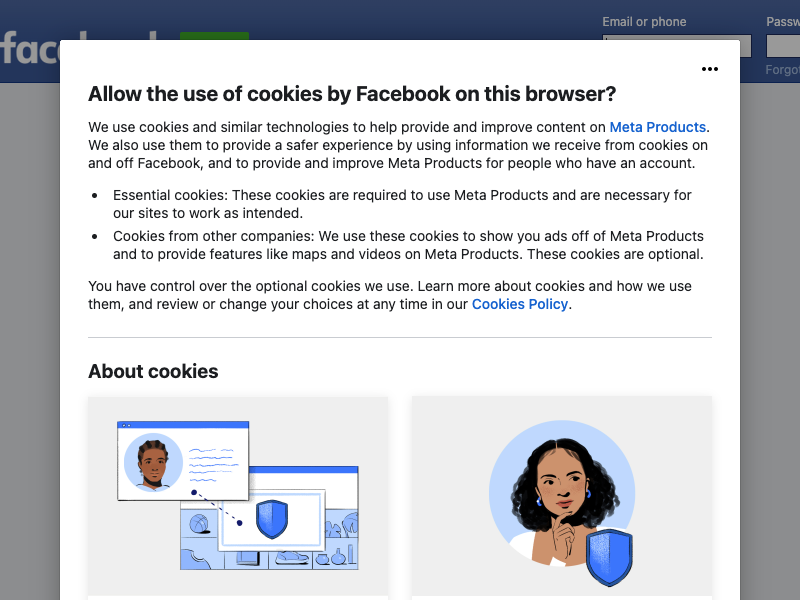 Email or phone
Passw
Forgot
Allow the use of cookies by Facebook on this browser?
We use cookies and similar technologies to help provide and improve content on Meta Products.
We also use them to provide a safer experience by using information we receive from cookies on
and off Facebook, and to provide and improve Meta Products for people who have an account.
• Essential cookies: These cookies are required to use Meta Products and are necessary for
our sites to work as intended.
• Cookies from other companies: We use these cookies to show you ads off of Meta Products
and to provide features like maps and videos on Meta Products. These cookies are optional.
You have control over the optional cookies we use. Learn more about cookies and how we use
them, and review or change your choices at any time in our Cookies Policy.
About cookies